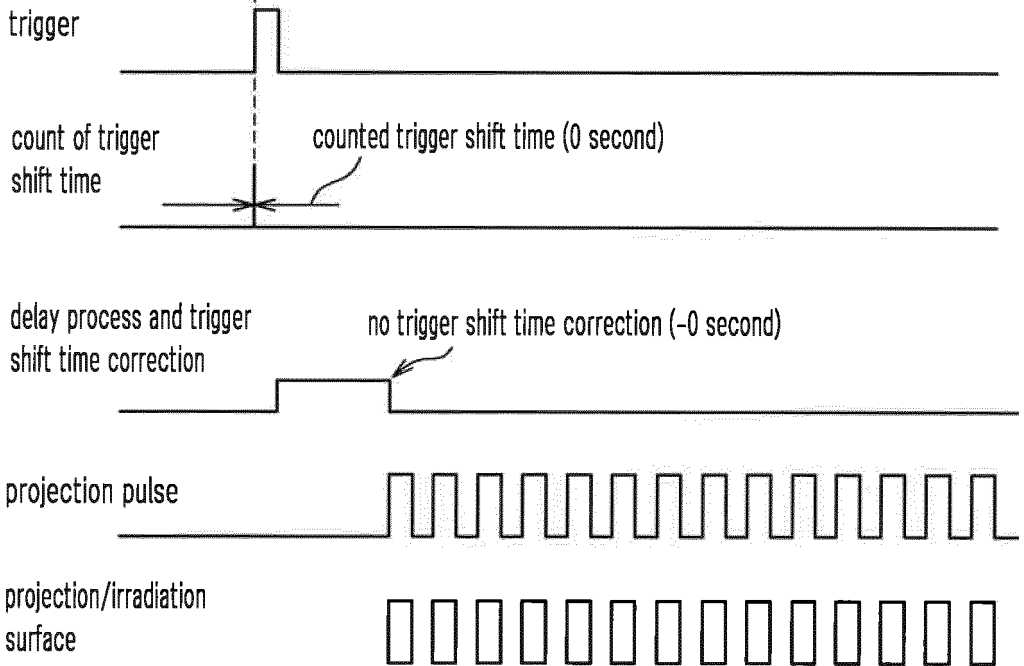 trigger
count of trigger
shift time
counted trigger shift time (0 second)
delay process and trigger
shift time correction
no trigger shift time correction (-0 second)
projection pulse
projection/irradiation
surface